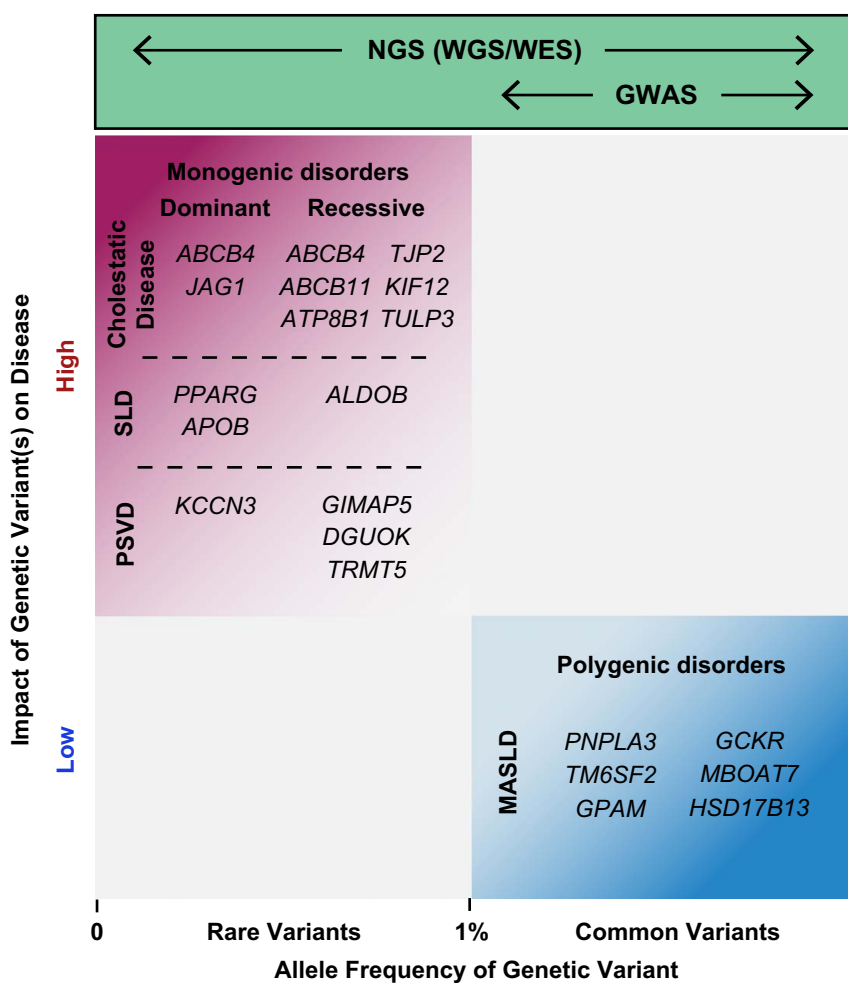 NGS (WGS/WES)
GWAS
Monogenic disorders
Dominant Recessive
Cholestatic
Disease
ABCB4 ABCB4 TJP2
JAG1 ABCB11 KIF12
ATP8B1 TULP3
SLD
PPARG ALDOB
APOB
PSVD
KCCN3 GIMAP5
DGUOK
TRMT5
Polygenic disorders
MASLD
PNPLA3 GCKR
TM6SF2 MBOAT7
GPAM HSD17B13
Impact of Genetic Variant(s) on Disease
High
Low
0 Rare Variants 1% Common Variants
Allele Frequency of Genetic Variant